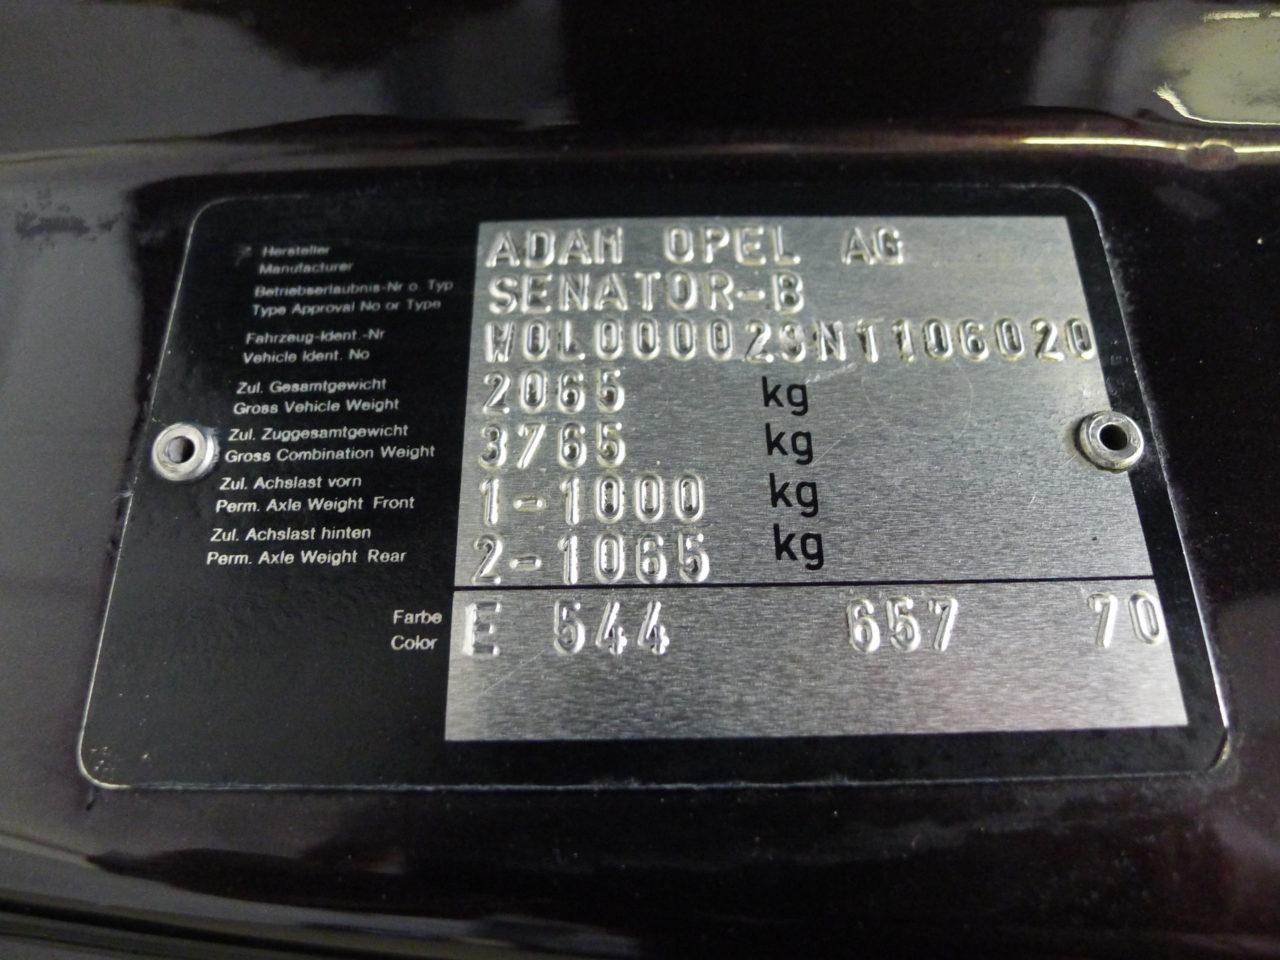 Hersteller
Manufacturer
ADAM OPEL AG
Betriebserlaubnis-Nr o. Typ
Type Approval No or Type
SENATOR-B
Fahrzeug-Ident.-Nr
Vehicle Ident. No
W0L000029N1106020
Zul. Gesamtgewicht
Gross Vehicle Weight
2065 kg
Zul. Zuggesamtgewicht
Gross Combination Weight
3765 kg
Zul. Achslast vorn
Perm. Axle Weight Front
1-1000 kg
Zul. Achslast hinten
Perm. Axle Weight Rear
2-1065 kg
Farbe
Color
E 544 657 70